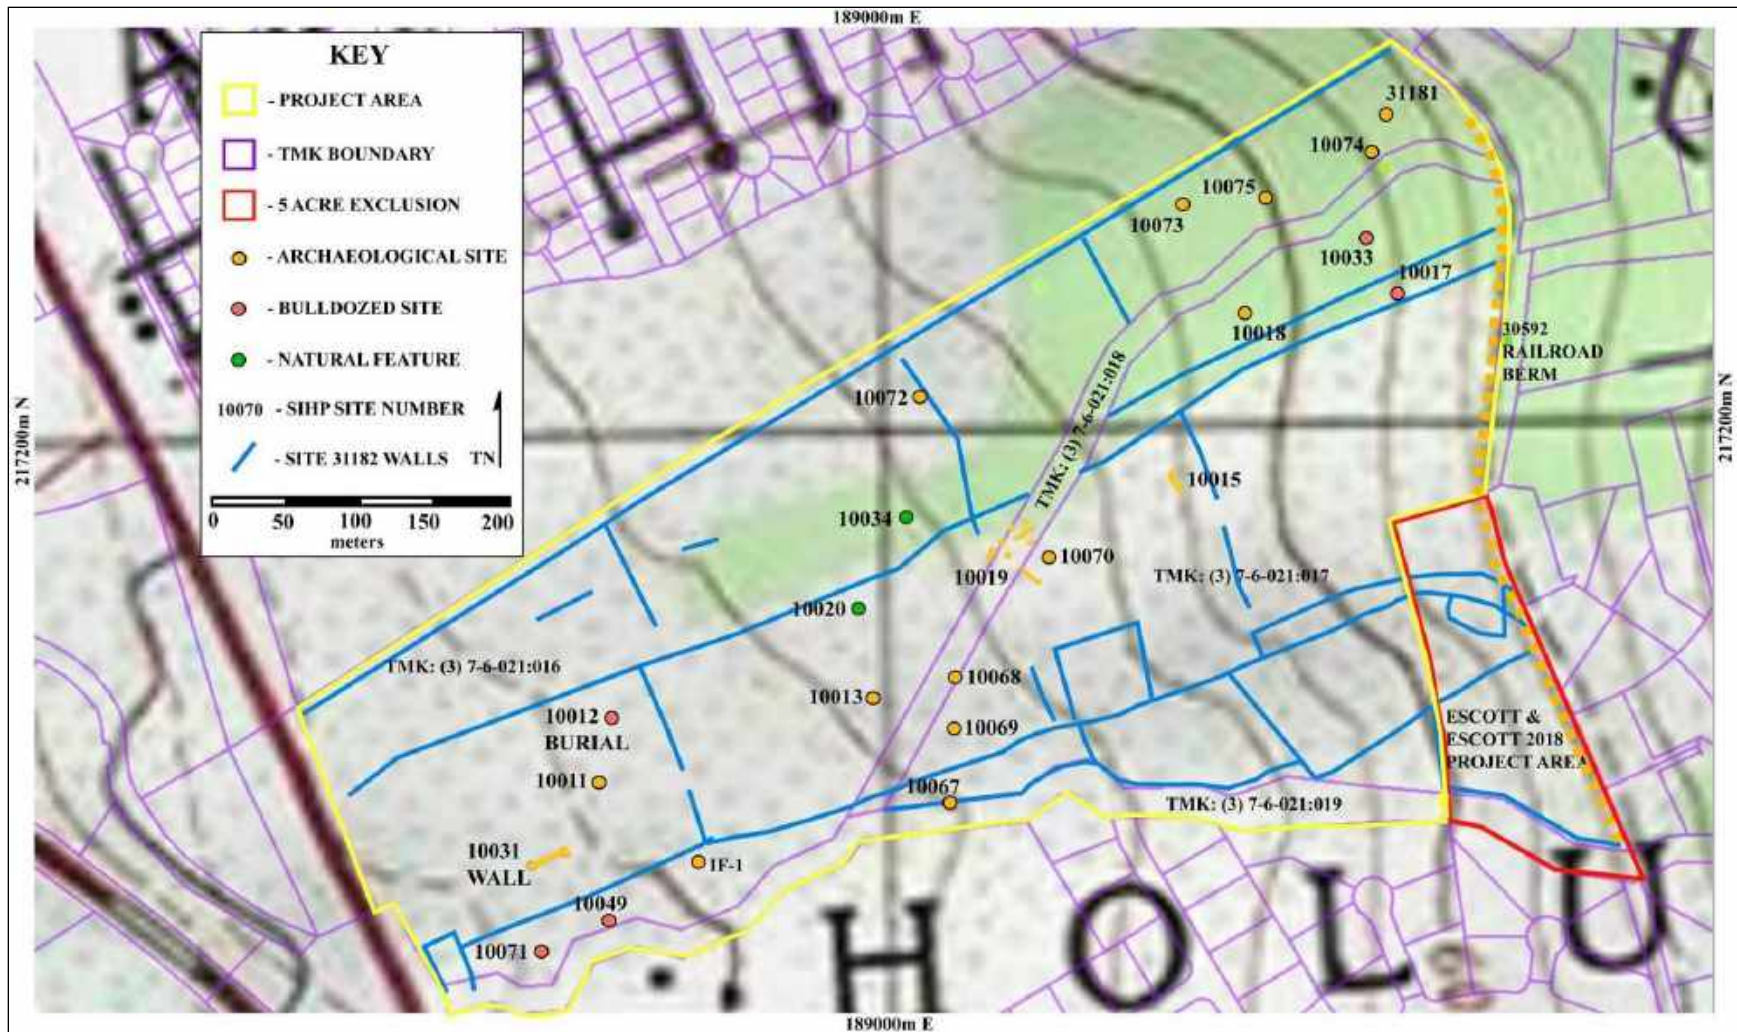 189000m E
KEY
- PROJECT AREA
- TMK BOUNDARY
- 5 ACRE EXCLUSION
- ARCHAEOLOGICAL SITE
- BULLDOZED SITE
- NATURAL FEATURE
10070 - SIHP SITE NUMBER
- SITE 31182 WALLS TN
0 50 100 150 200
meters
217200m N
217200m N
31181
10074
10075
10073
10033
10017
10018
30592
RAILROAD
BERM
TMK: (3) 7-6-021:018
10072
10015
10034
10019
10070
TMK: (3) 7-6-021:017
10020
TMK: (3) 7-6-021:016
10068
10013
10012
BURIAL
10069
ESCOTT &
ESCOTT 2018
PROJECT AREA
10011
10067
TMK: (3) 7-6-021:019
10031
WALL
IF-1
10049
10071
H O L U
189000m E